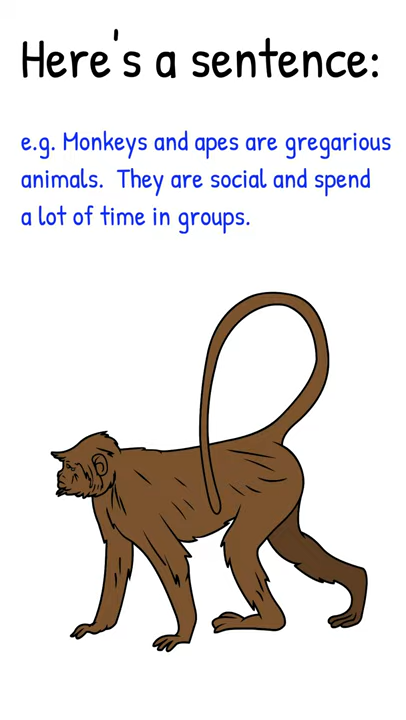 Here's a sentence:
e.g. Monkeys and apes are gregarious
animals.  They are social and spend
a lot of time in groups.